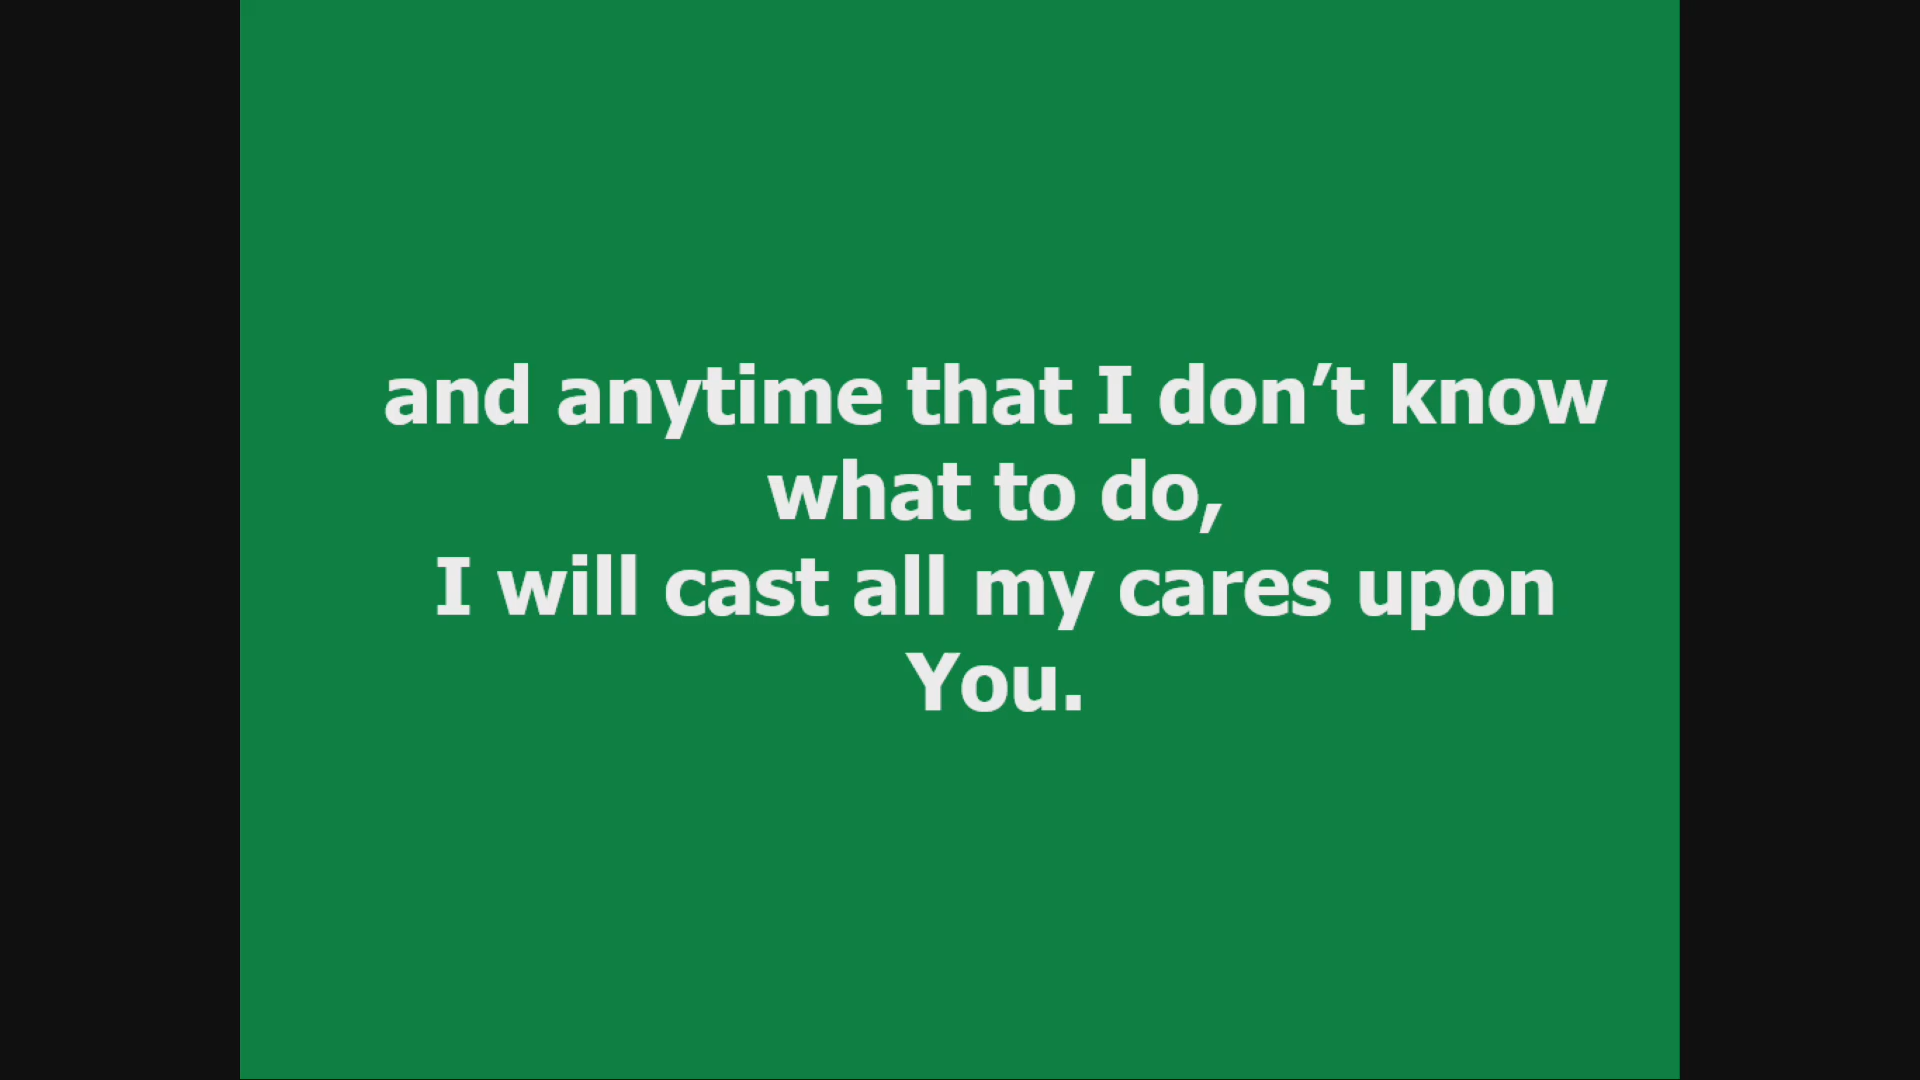 and anytime that I don’t know
what to do,
I will cast all my cares upon
You.